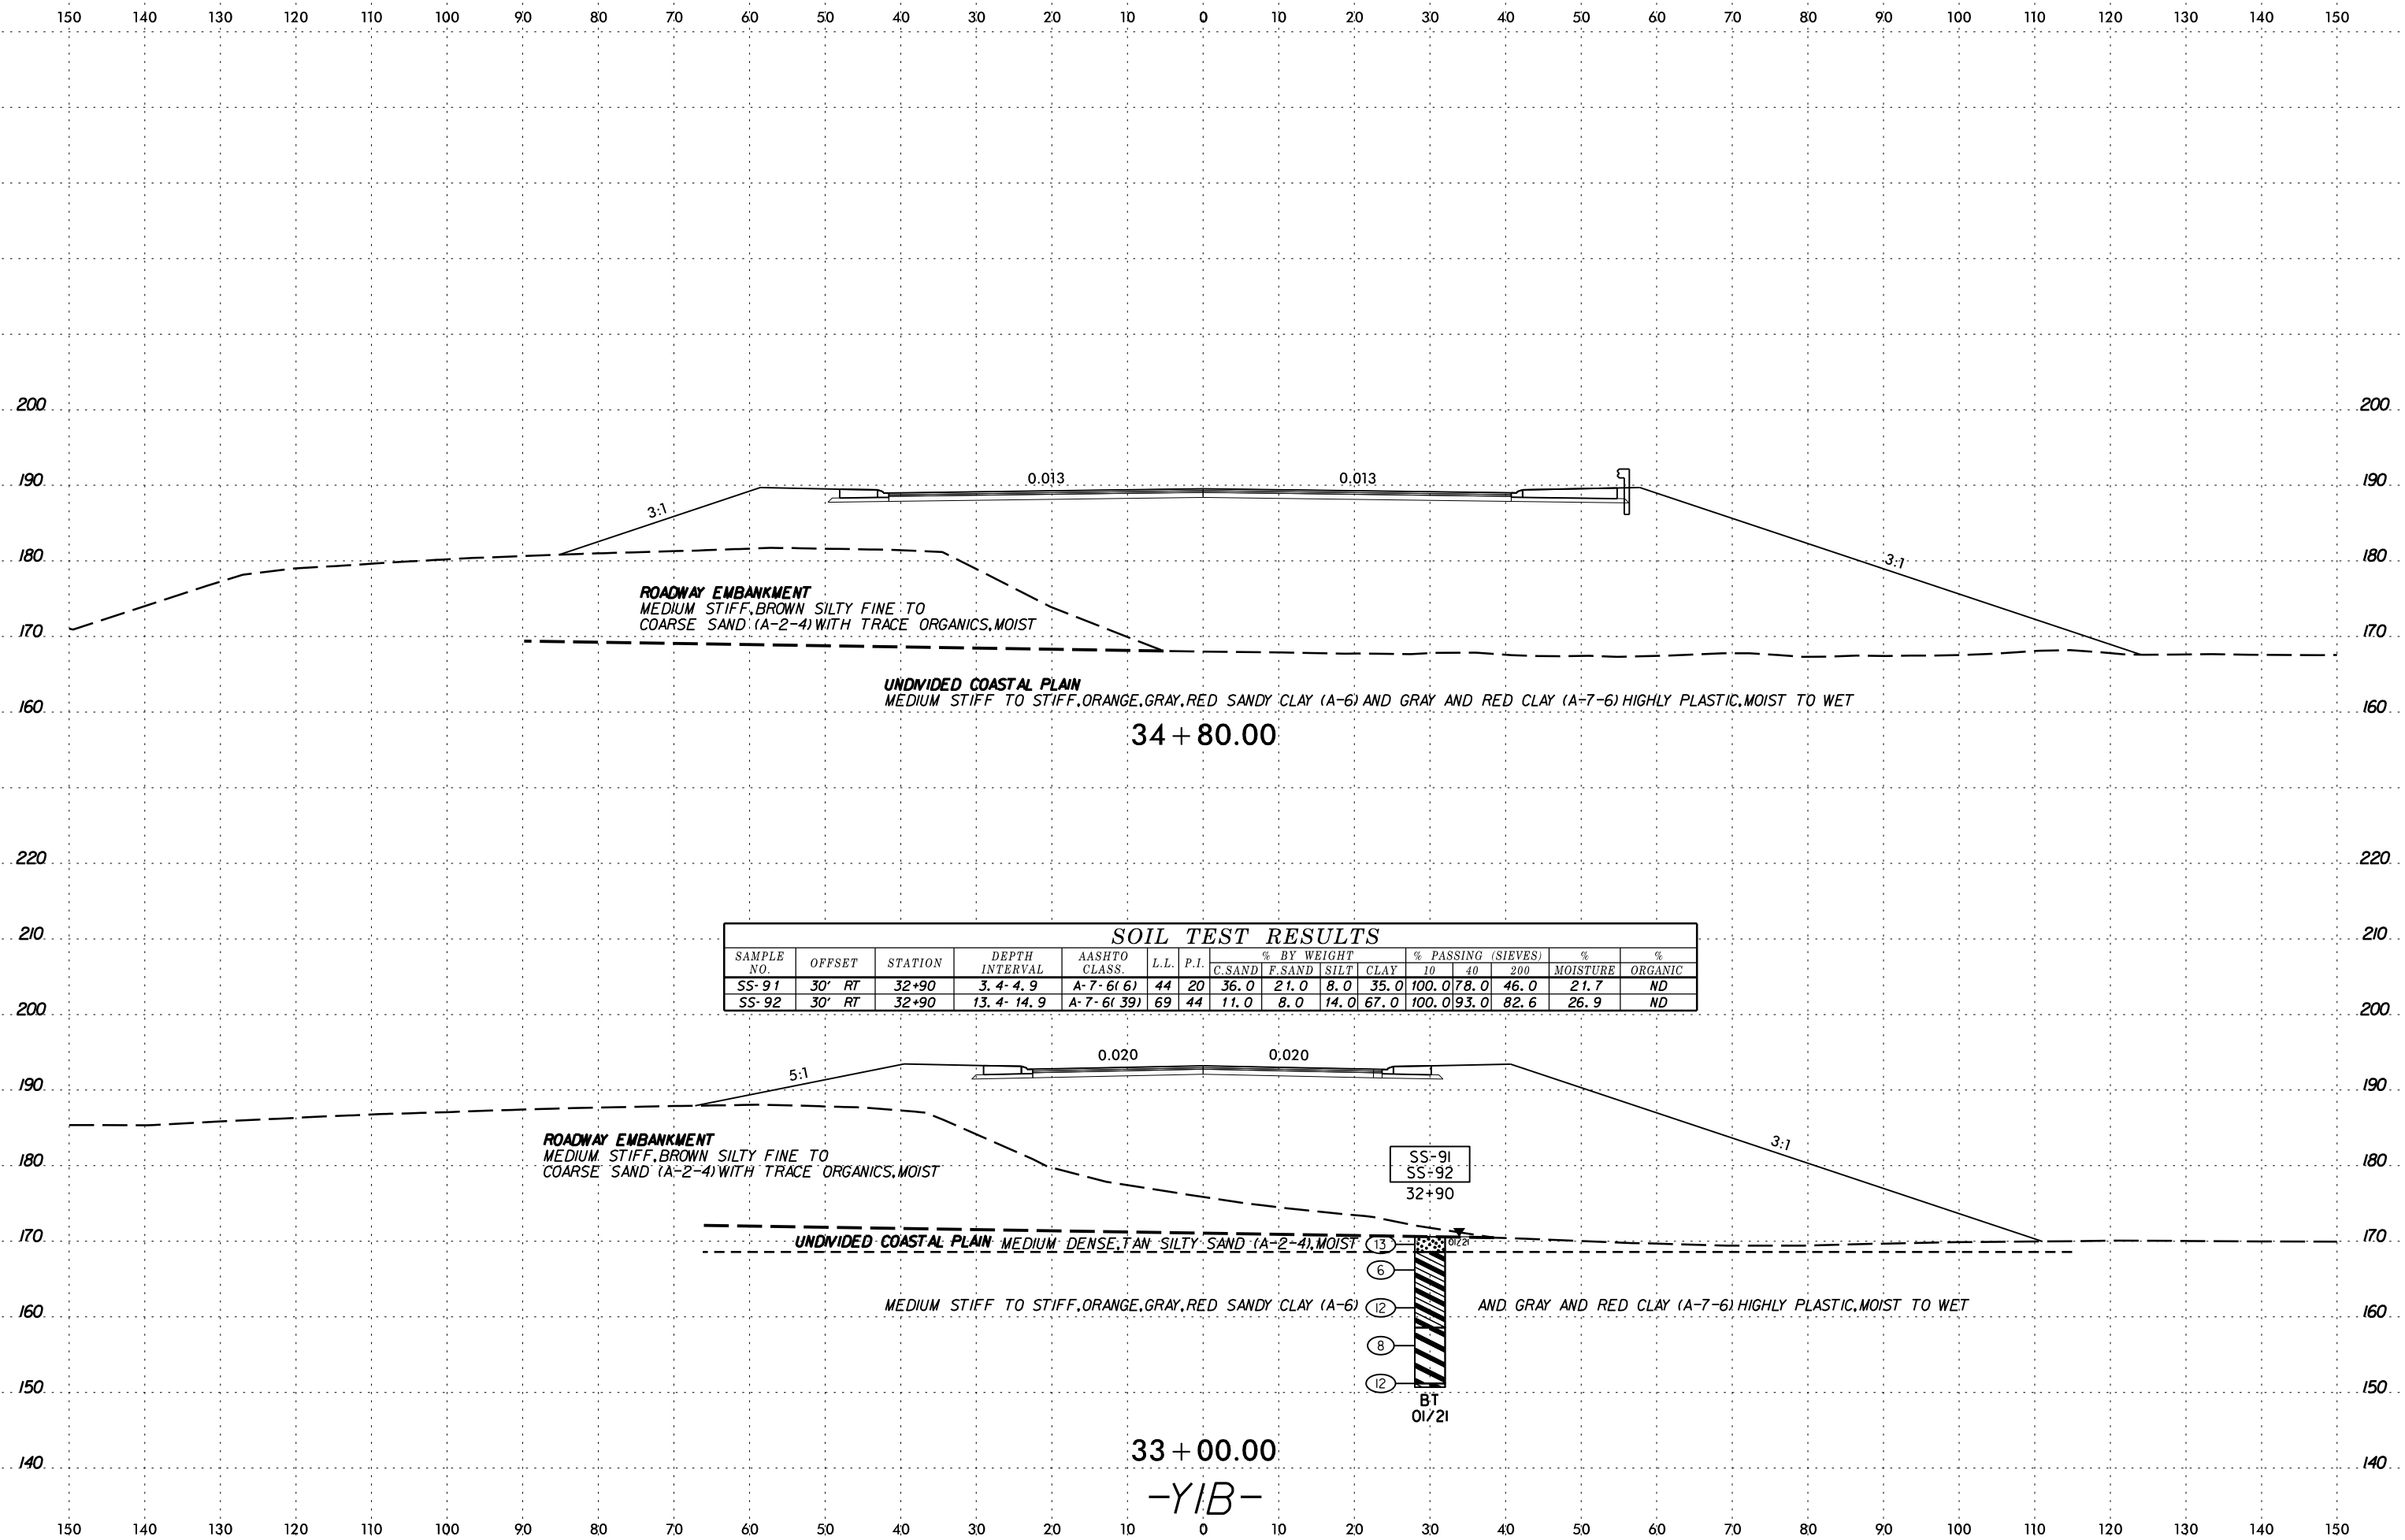 150 140 130 120 110 100 90 80 70 60 50 40 30 20 10 0 10 20 30 40 50 60 70 80 90 100 110 120 130 140 150
200 200
190 0.013 0.013 190
3:1
180 3:1 180
ROADWAY EMBANKMENT
MEDIUM STIFF,BROWN SILTY FINE TO
COARSE SAND (A-2-4) WITH TRACE ORGANICS,MOIST
170 170
UNDIVIDED COASTAL PLAIN
MEDIUM STIFF TO STIFF,ORANGE,GRAY,RED SANDY CLAY (A-6) AND GRAY AND RED CLAY (A-7-6) HIGHLY PLASTIC,MOIST TO WET
160 160
34+80.00
220 220
210 210
SOIL TEST RESULTS
SAMPLE NO. OFFSET STATION DEPTH INTERVAL AASHTO CLASS. L.L. P.I. % BY WEIGHT % PASSING (SIEVES) % MOISTURE % ORGANIC
C.SAND F.SAND SILT CLAY 10 40 200
SS-91 30' RT 32+90 3.4-4.9 A-7-6(6) 44 20 36.0 21.0 8.0 35.0 100.0 78.0 46.0 21.7 ND
SS-92 30' RT 32+90 13.4-14.9 A-7-6(39) 69 44 11.0 8.0 14.0 67.0 100.0 93.0 82.6 26.9 ND
200 200
0.020 0.020
5:1
190 190
ROADWAY EMBANKMENT
MEDIUM STIFF,BROWN SILTY FINE TO
COARSE SAND (A-2-4) WITH TRACE ORGANICS,MOIST
3:1
180 180
SS-91
SS-92
32+90
170 170
UNDIVIDED COASTAL PLAIN MEDIUM DENSE,TAN SILTY SAND (A-2-4),MOIST 13 01/21
6
MEDIUM STIFF TO STIFF,ORANGE,GRAY,RED SANDY CLAY (A-6) 12 AND GRAY AND RED CLAY (A-7-6) HIGHLY PLASTIC,MOIST TO WET
160 160
8
150 12 150
BT
01/21
33+00.00
140 140
-Y1B-
150 140 130 120 110 100 90 80 70 60 50 40 30 20 10 0 10 20 30 40 50 60 70 80 90 100 110 120 130 140 150